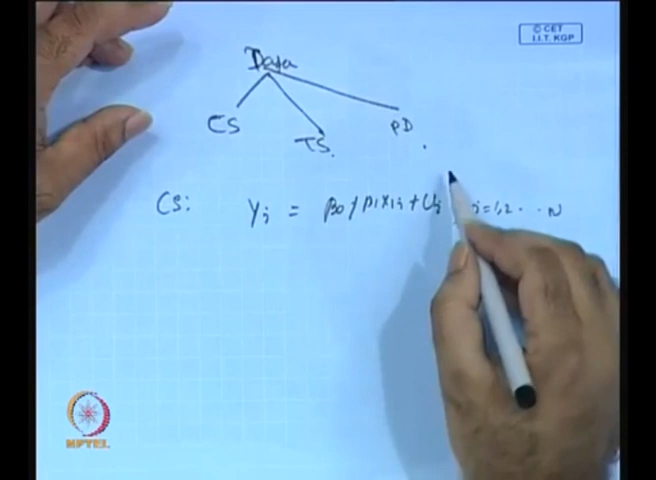 © CET
I.I.T. KGP
Data
CS TS PD
CS: Yi = β0 + β1X1i + Ui i=1,2...N
NPTEL